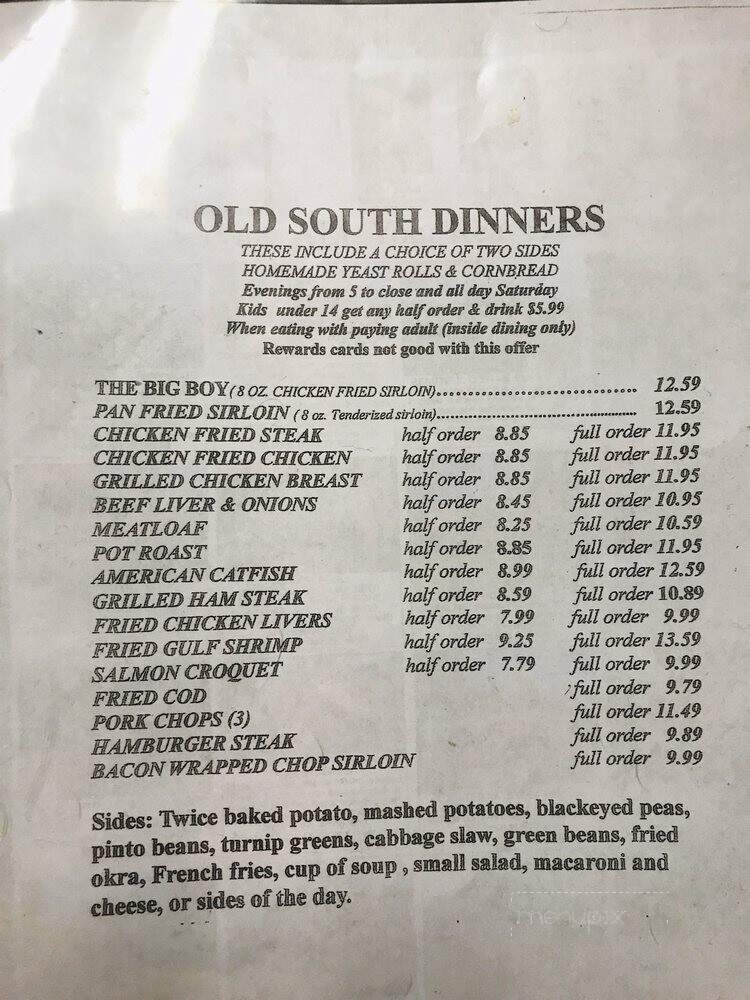 OLD SOUTH DINNERS
THESE INCLUDE A CHOICE OF TWO SIDES
HOMEMADE YEAST ROLLS & CORNBREAD
Evenings from 5 to close and all day Saturday
Kids under 14 get any half order & drink $5.99
When eating with paying adult (inside dining only)
Rewards cards not good with this offer
THE BIG BOY (8 OZ. CHICKEN FRIED SIRLOIN)................................ 12.59
PAN FRIED SIRLOIN (8 oz. Tenderized sirloin)................................................ 12.59
CHICKEN FRIED STEAK half order 8.85 full order 11.95
CHICKEN FRIED CHICKEN half order 8.85 full order 11.95
GRILLED CHICKEN BREAST half order 8.85 full order 11.95
BEEF LIVER & ONIONS half order 8.45 full order 10.95
MEATLOAF half order 8.25 full order 10.59
POT ROAST half order 8.85 full order 11.95
AMERICAN CATFISH half order 8.99 full order 12.59
GRILLED HAM STEAK half order 8.59 full order 10.89
FRIED CHICKEN LIVERS half order 7.99 full order 9.99
FRIED GULF SHRIMP half order 9.25 full order 13.59
SALMON CROQUET half order 7.79 full order 9.99
FRIED COD full order 9.79
PORK CHOPS (3) full order 11.49
HAMBURGER STEAK full order 9.89
BACON WRAPPED CHOP SIRLOIN full order 9.99
Sides: Twice baked potato, mashed potatoes, blackeyed peas,
pinto beans, turnip greens, cabbage slaw, green beans, fried
okra, French fries, cup of soup , small salad, macaroni and
cheese, or sides of the day.
menupix